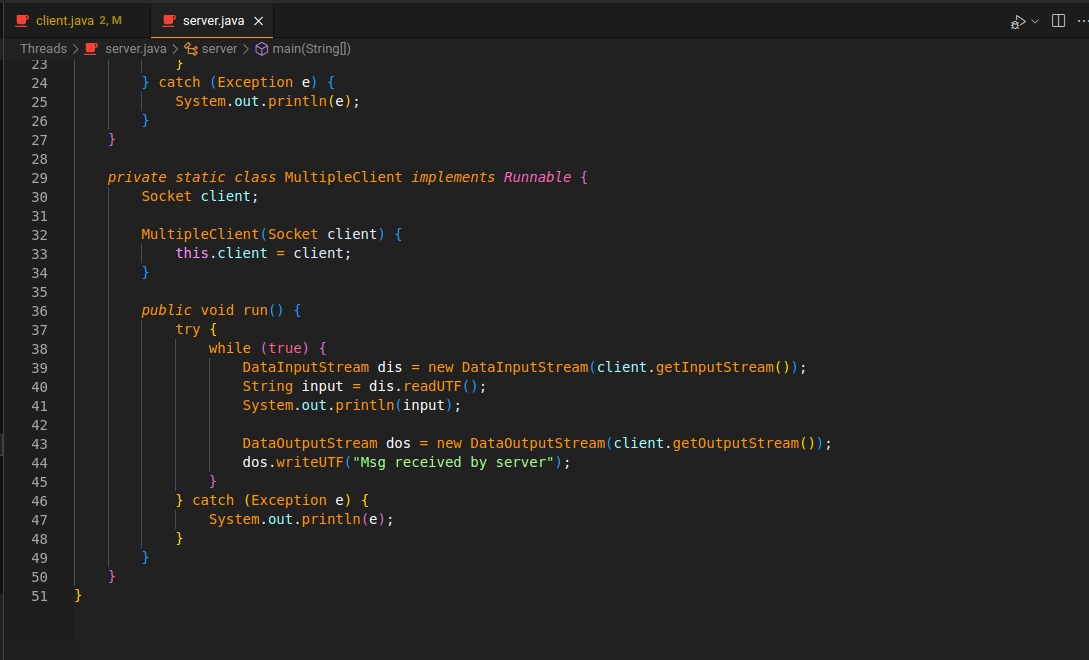 client.java 2, M server.java
Threads > server.java > server > main(String[])
23 }
24 } catch (Exception e) {
25 System.out.println(e);
26 }
27 }
28
29 private static class MultipleClient implements Runnable {
30 Socket client;
31
32 MultipleClient(Socket client) {
33 this.client = client;
34 }
35
36 public void run() {
37 try {
38 while (true) {
39 DataInputStream dis = new DataInputStream(client.getInputStream());
40 String input = dis.readUTF();
41 System.out.println(input);
42
43 DataOutputStream dos = new DataOutputStream(client.getOutputStream());
44 dos.writeUTF("Msg received by server");
45 }
46 } catch (Exception e) {
47 System.out.println(e);
48 }
49 }
50 }
51 }